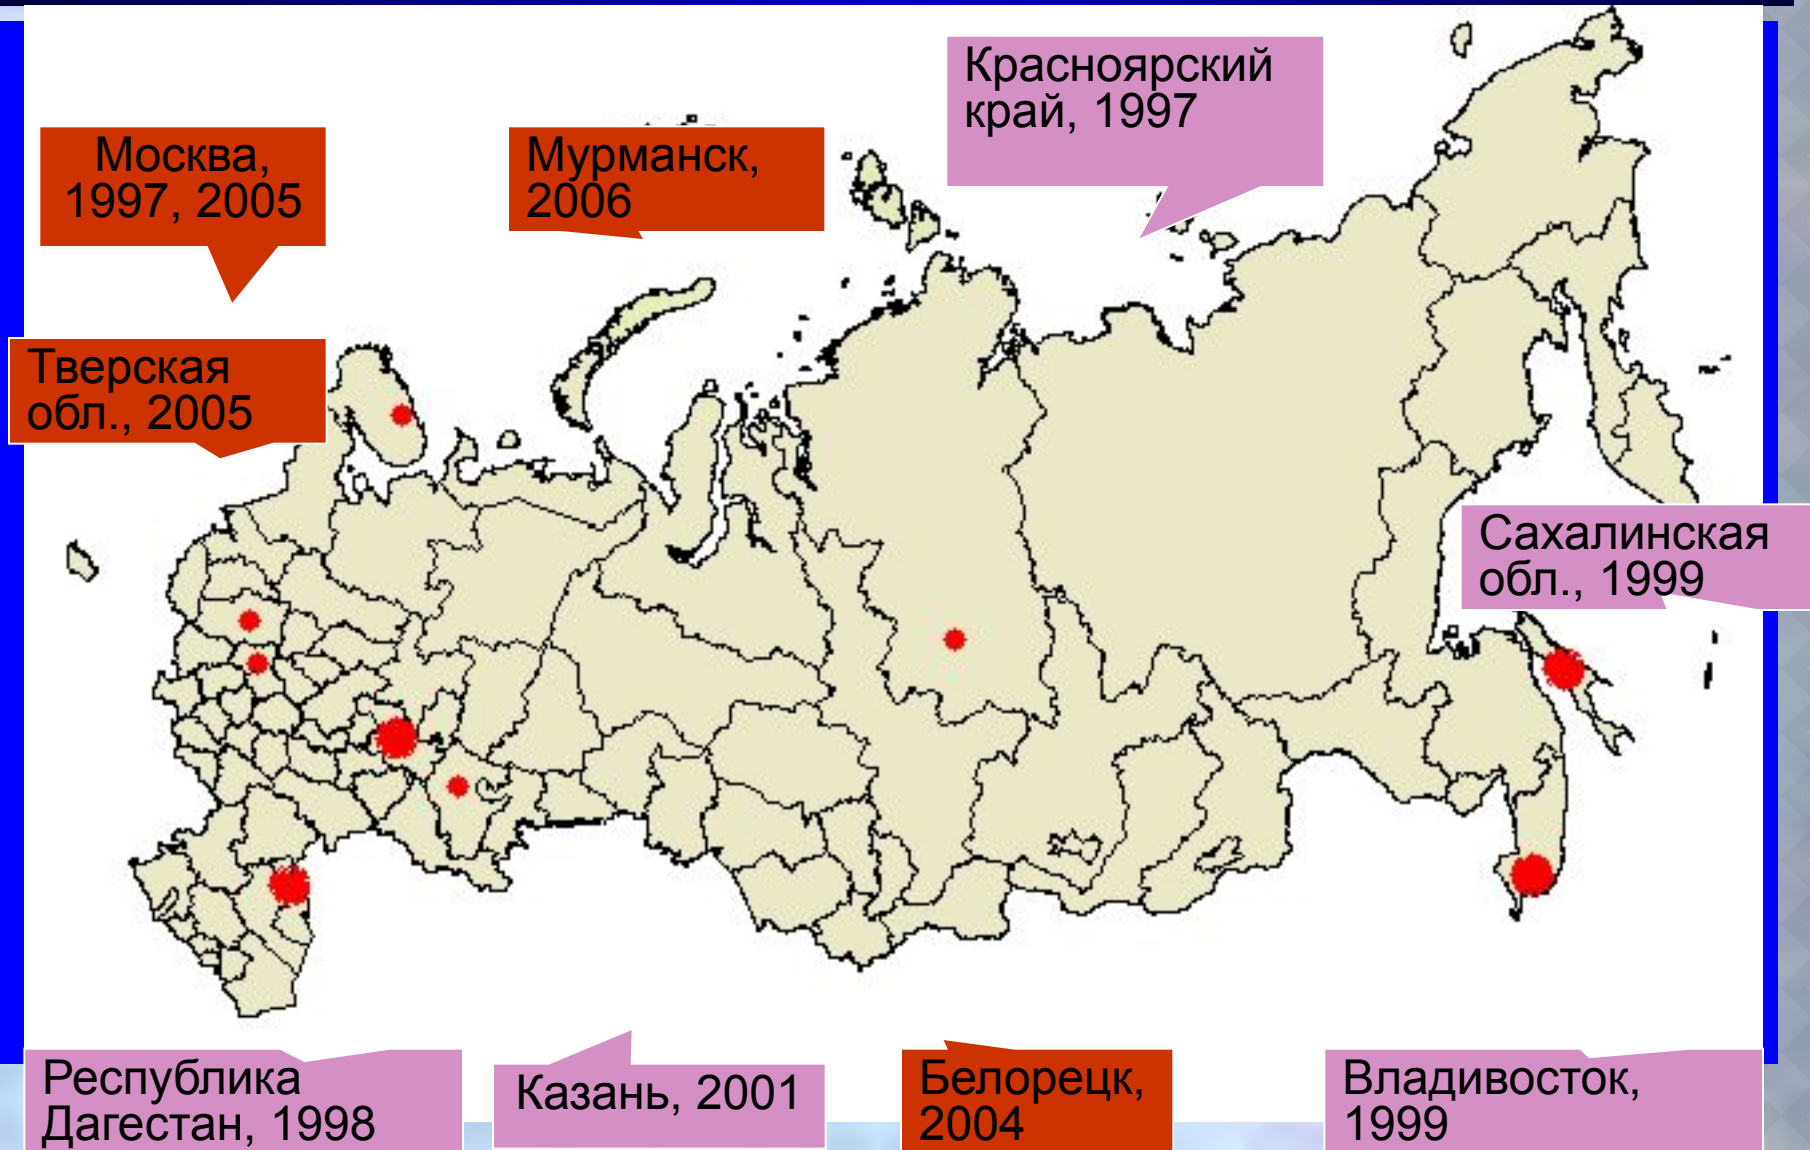 Красноярский
край, 1997
Москва,
1997, 2005
Мурманск,
2006
Тверская
обл., 2005
Сахалинская
обл., 1999
Республика
Дагестан, 1998
Казань, 2001
Белорецк,
2004
Владивосток,
1999